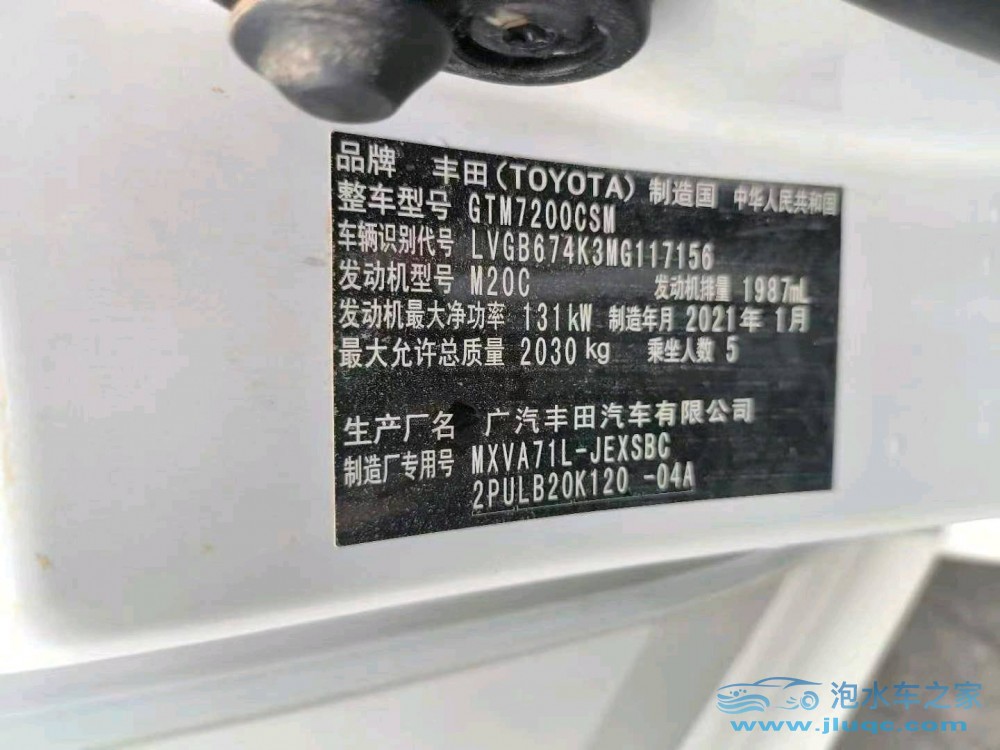 品牌 丰田(TOYOTA) 制造国 中华人民共和国
整车型号 GTM7200CSM
车辆识别代号 LVGB674K3MG117156
发动机型号 M20C 发动机排量 1987mL
发动机最大净功率 131kW 制造年月 2021年1月
最大允许总质量 2030kg 乘坐人数 5
生产厂名 广汽丰田汽车有限公司
制造厂专用号 MXVA71L-JEXSBC
2PULB20K120 -04A
泡水车之家
www.jluqc.com